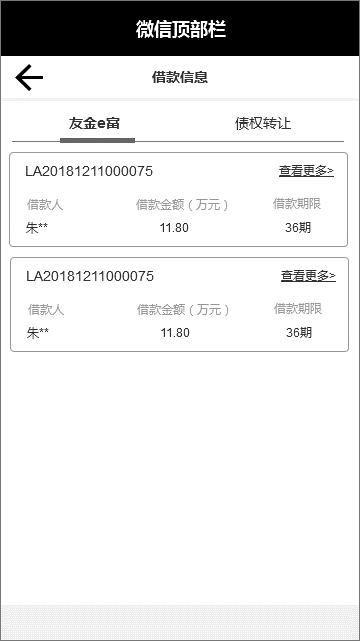 微信顶部栏
借款信息
友金e富 债权转让
LA20181211000075 查看更多>
借款人 借款金额（万元） 借款期限
朱** 11.80 36期
LA20181211000075 查看更多>
借款人 借款金额（万元） 借款期限
朱** 11.80 36期